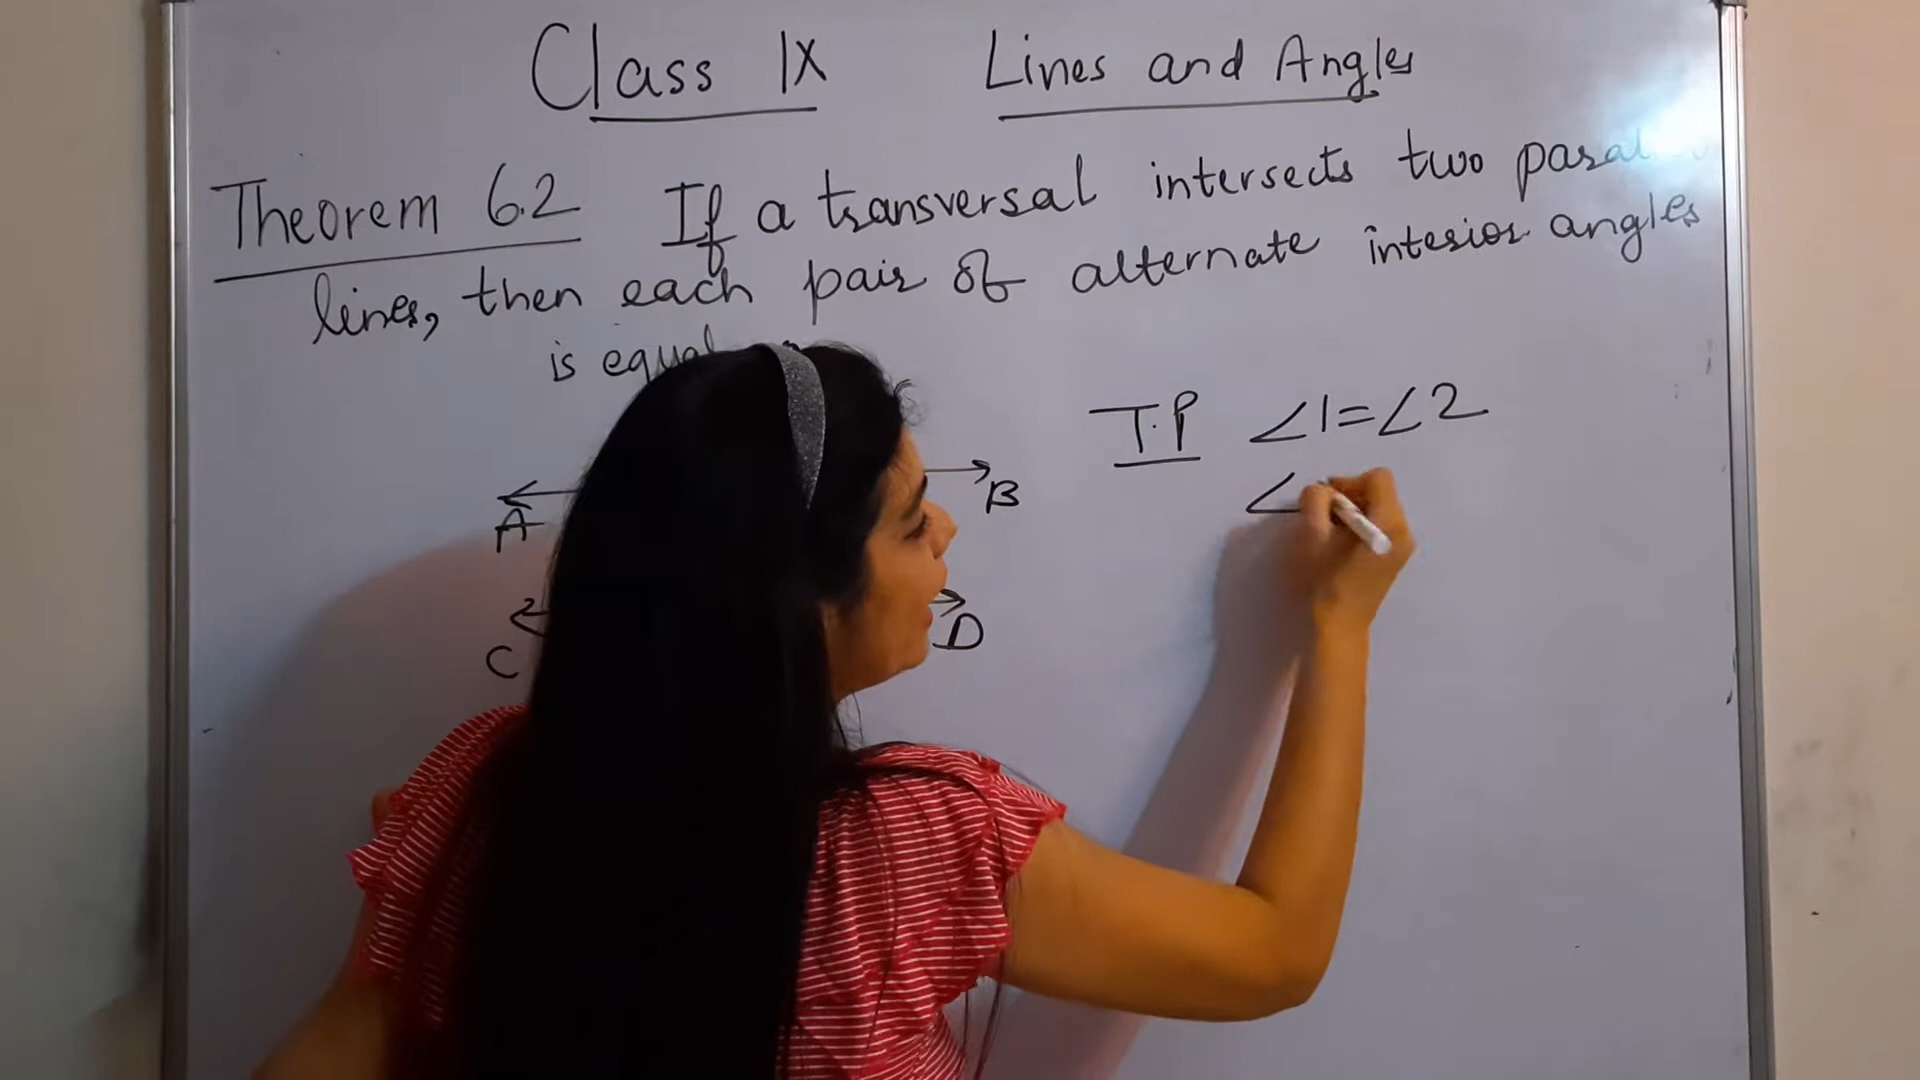 Class IX Lines and Angles
Theorem 6.2 If a transversal intersects two
lines, then each pair of alternate interior angles
is equal
T.P ∠1=∠2
∠
A B
C D